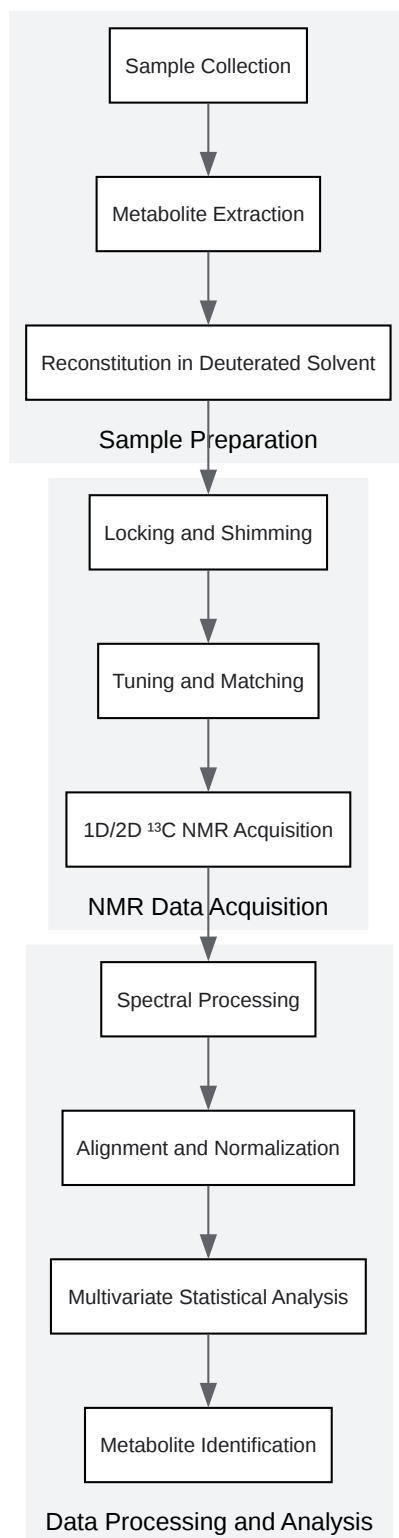 Sample Collection
Metabolite Extraction
Reconstitution in Deuterated Solvent
Sample Preparation
Locking and Shimming
Tuning and Matching
1D/2D ¹³C NMR Acquisition
NMR Data Acquisition
Spectral Processing
Alignment and Normalization
Multivariate Statistical Analysis
Metabolite Identification
Data Processing and Analysis